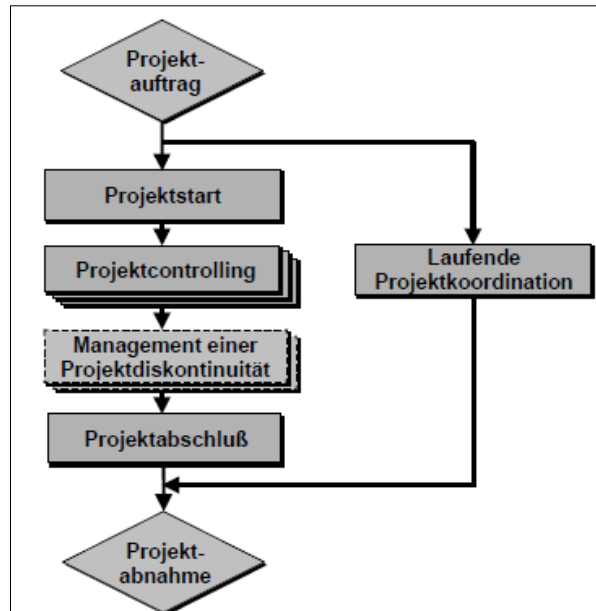 Projekt-
auftrag
Projektstart
Projektcontrolling
Laufende
Projektkoordination
Management einer
Projektdiskontinuität
Projektabschluß
Projekt-
abnahme